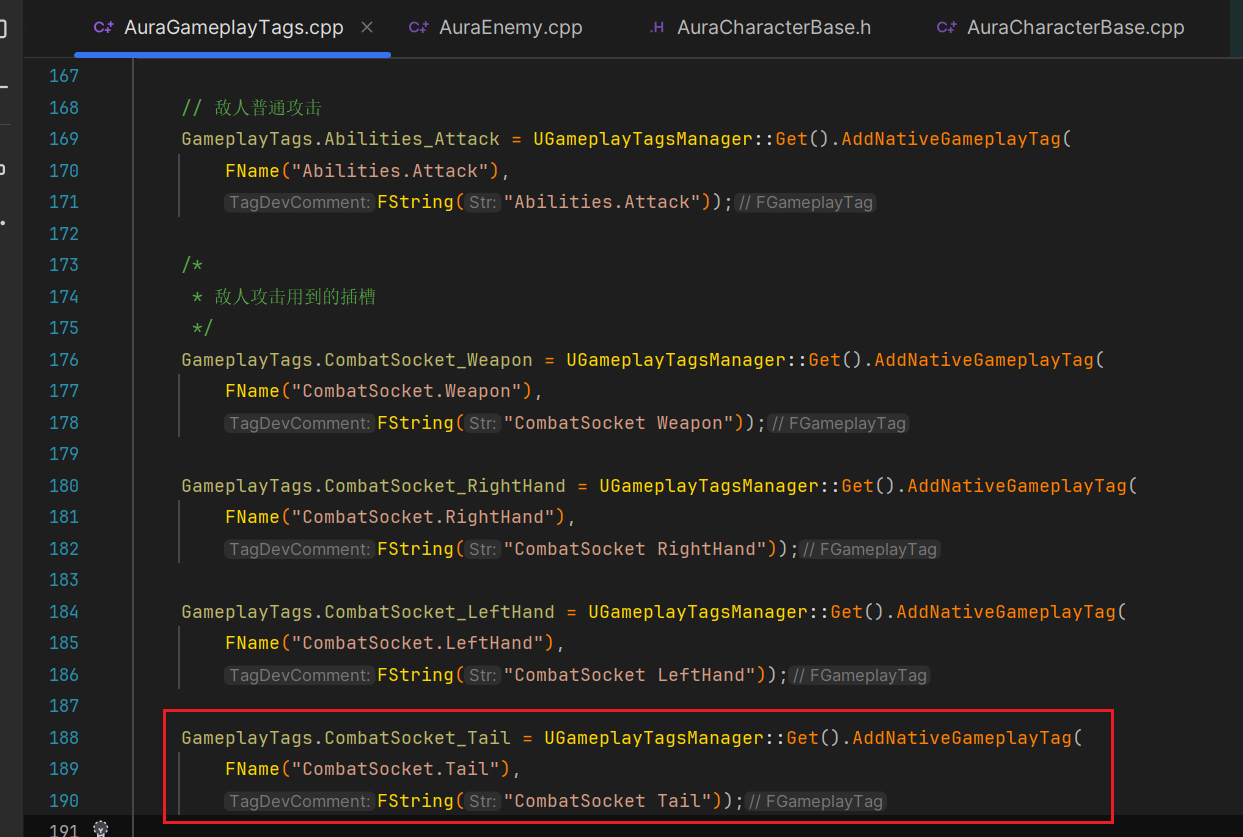 C+ AuraGameplayTags.cpp × C+ AuraEnemy.cpp .H AuraCharacterBase.h C+ AuraCharacterBase.cpp
167
168 // 敌人普通攻击
169 GameplayTags.Abilities_Attack = UGameplayTagsManager::Get().AddNativeGameplayTag(
170 FName("Abilities.Attack"),
171 TagDevComment: FString( Str: "Abilities.Attack")); // FGameplayTag
172
173 /*
174 * 敌人攻击用到的插槽
175 */
176 GameplayTags.CombatSocket_Weapon = UGameplayTagsManager::Get().AddNativeGameplayTag(
177 FName("CombatSocket.Weapon"),
178 TagDevComment: FString( Str: "CombatSocket Weapon")); // FGameplayTag
179
180 GameplayTags.CombatSocket_RightHand = UGameplayTagsManager::Get().AddNativeGameplayTag(
181 FName("CombatSocket.RightHand"),
182 TagDevComment: FString( Str: "CombatSocket RightHand")); // FGameplayTag
183
184 GameplayTags.CombatSocket_LeftHand = UGameplayTagsManager::Get().AddNativeGameplayTag(
185 FName("CombatSocket.LeftHand"),
186 TagDevComment: FString( Str: "CombatSocket LeftHand")); // FGameplayTag
187
188 GameplayTags.CombatSocket_Tail = UGameplayTagsManager::Get().AddNativeGameplayTag(
189 FName("CombatSocket.Tail"),
190 TagDevComment: FString( Str: "CombatSocket Tail")); // FGameplayTag
191